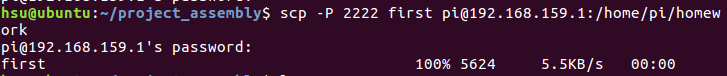 hsu@ubuntu:~/project_assembly$ scp -P 2222 first pi@192.168.159.1:/home/pi/homew
ork
pi@192.168.159.1's password:
first 100% 5624 5.5KB/s 00:00